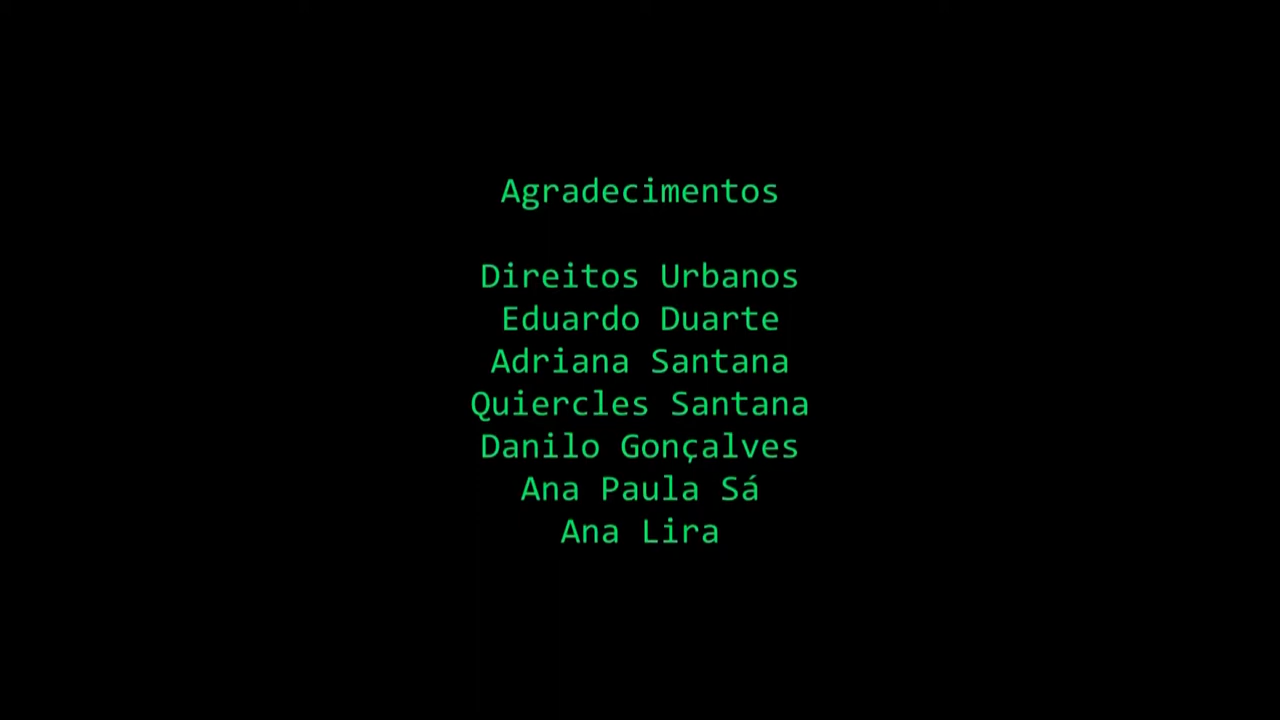 Agradecimentos
Direitos Urbanos
Eduardo Duarte
Adriana Santana
Quiercles Santana
Danilo Gonçalves
Ana Paula Sá
Ana Lira